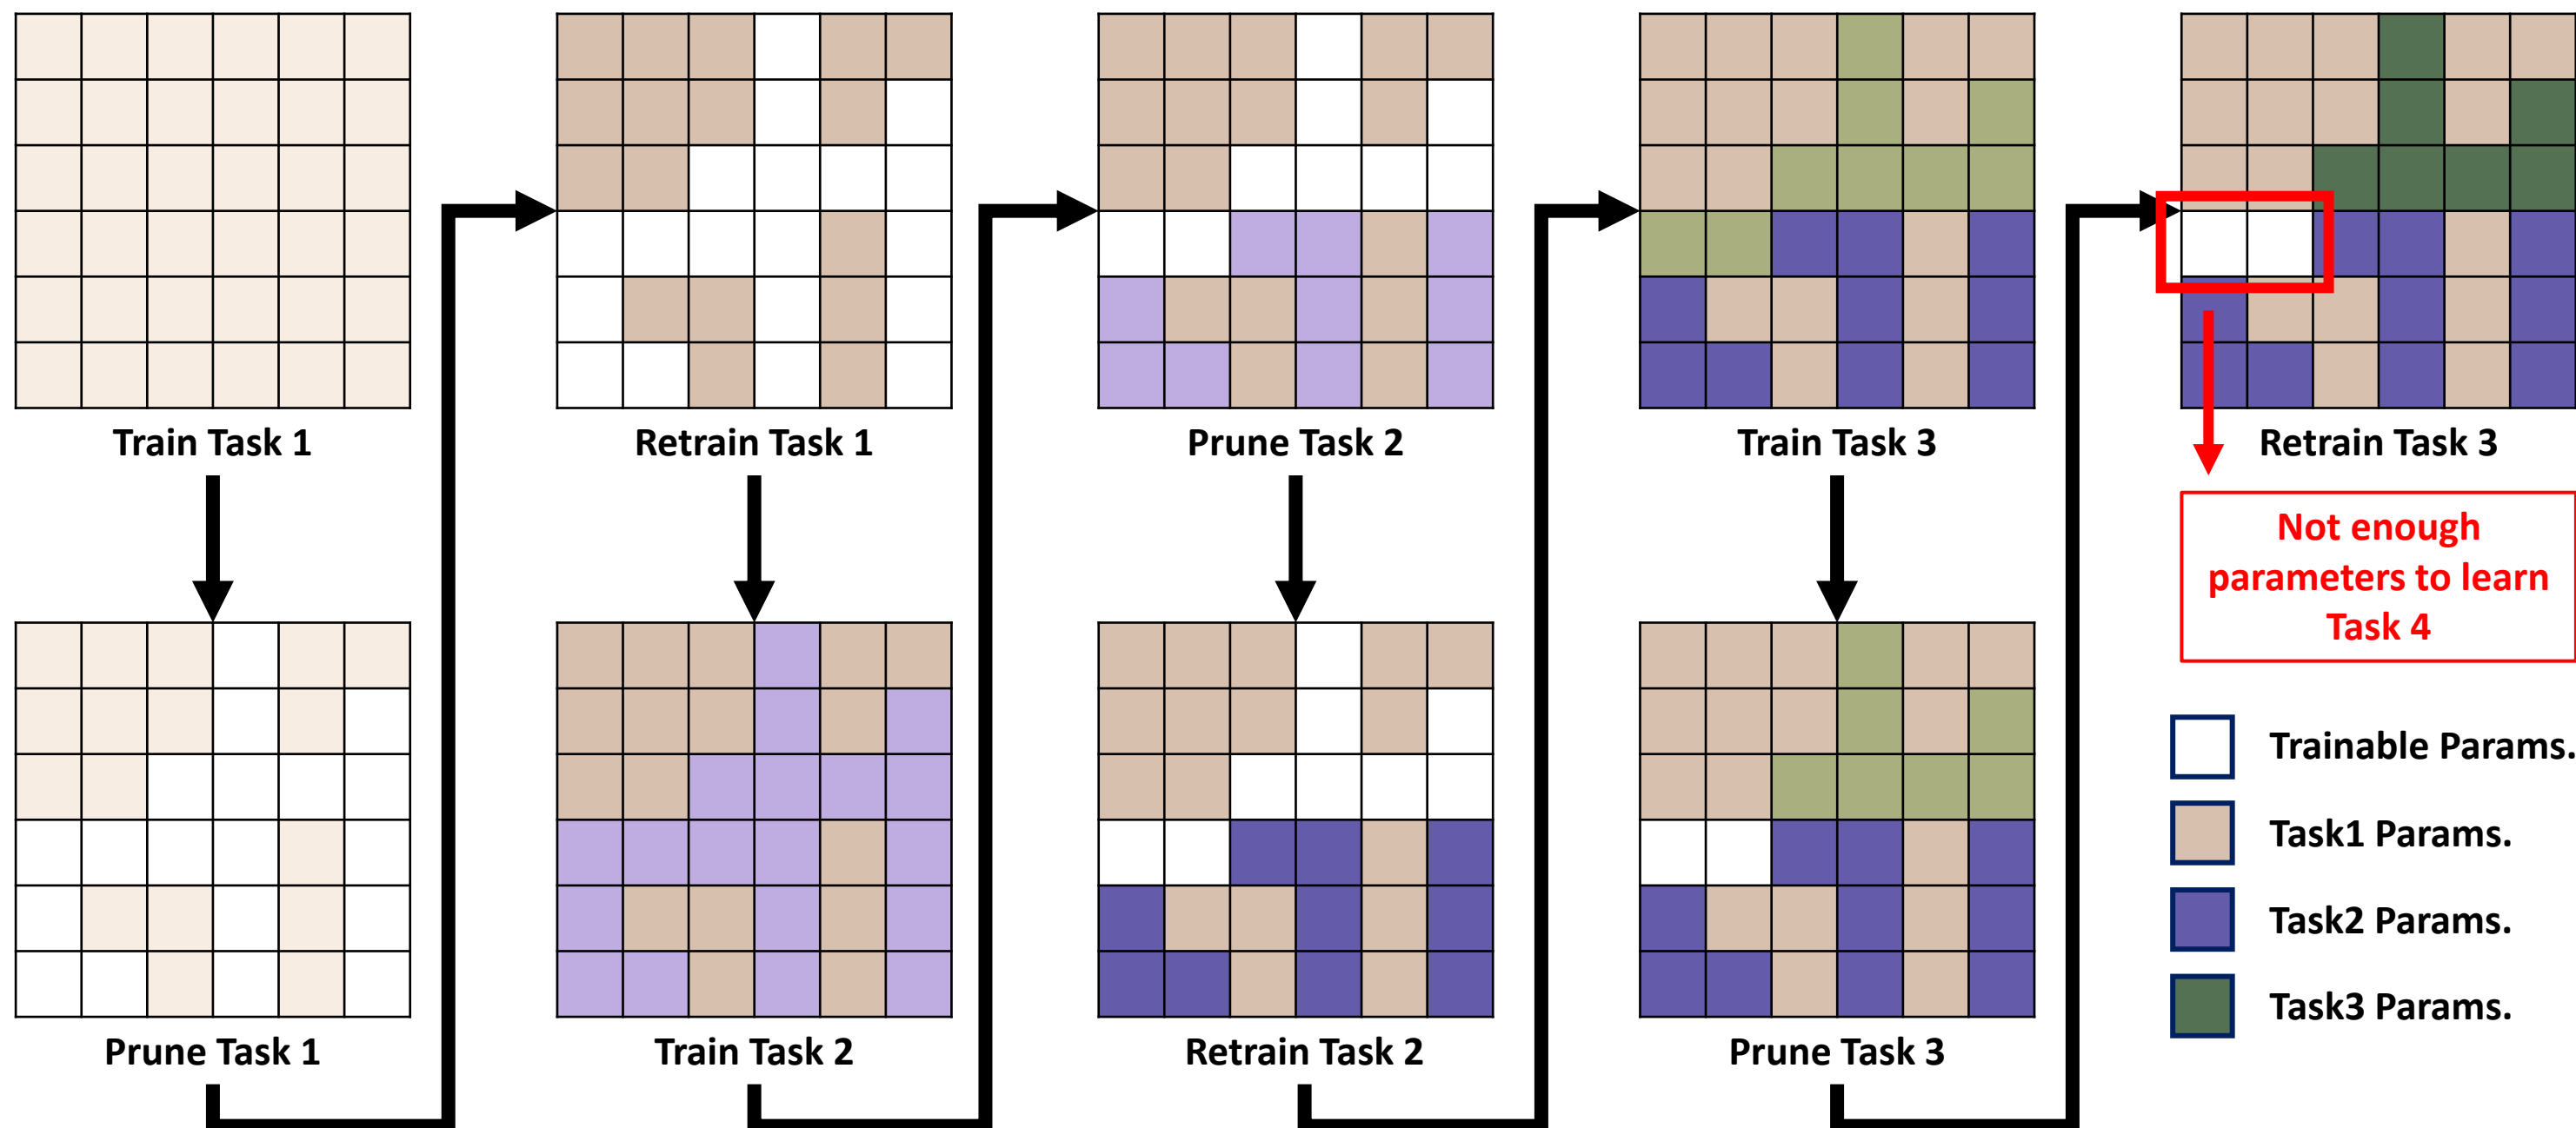 Train Task 1
Retrain Task 1
Prune Task 2
Train Task 3
Retrain Task 3
Not enough
parameters to learn
Task 4
Prune Task 1
Train Task 2
Retrain Task 2
Prune Task 3
Trainable Params.
Task1 Params.
Task2 Params.
Task3 Params.